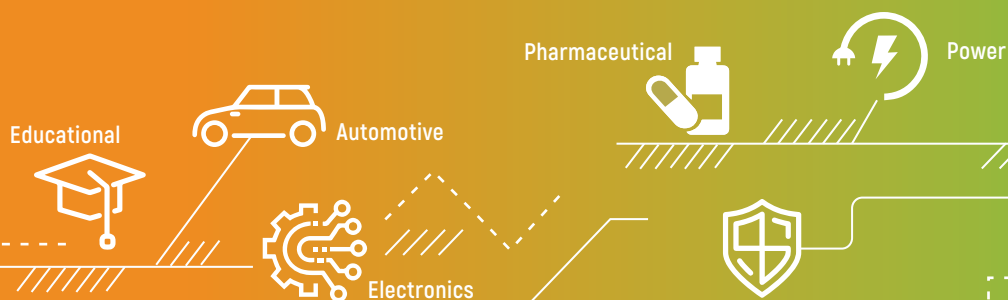 Pharmaceutical
Power
Educational
Automotive
Electronics